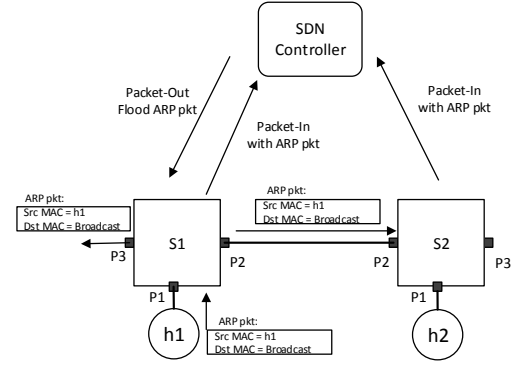 SDN
Controller
Packet-Out
Flood ARP pkt
Packet-In
with ARP pkt
Packet-In
with ARP pkt
ARP pkt:
Src MAC = h1
Dst MAC = Broadcast
ARP pkt:
Src MAC = h1
Dst MAC = Broadcast
S1
S2
P3
P2
P2
P3
P1
P1
h1
ARP pkt:
Src MAC = h1
Dst MAC = Broadcast
h2